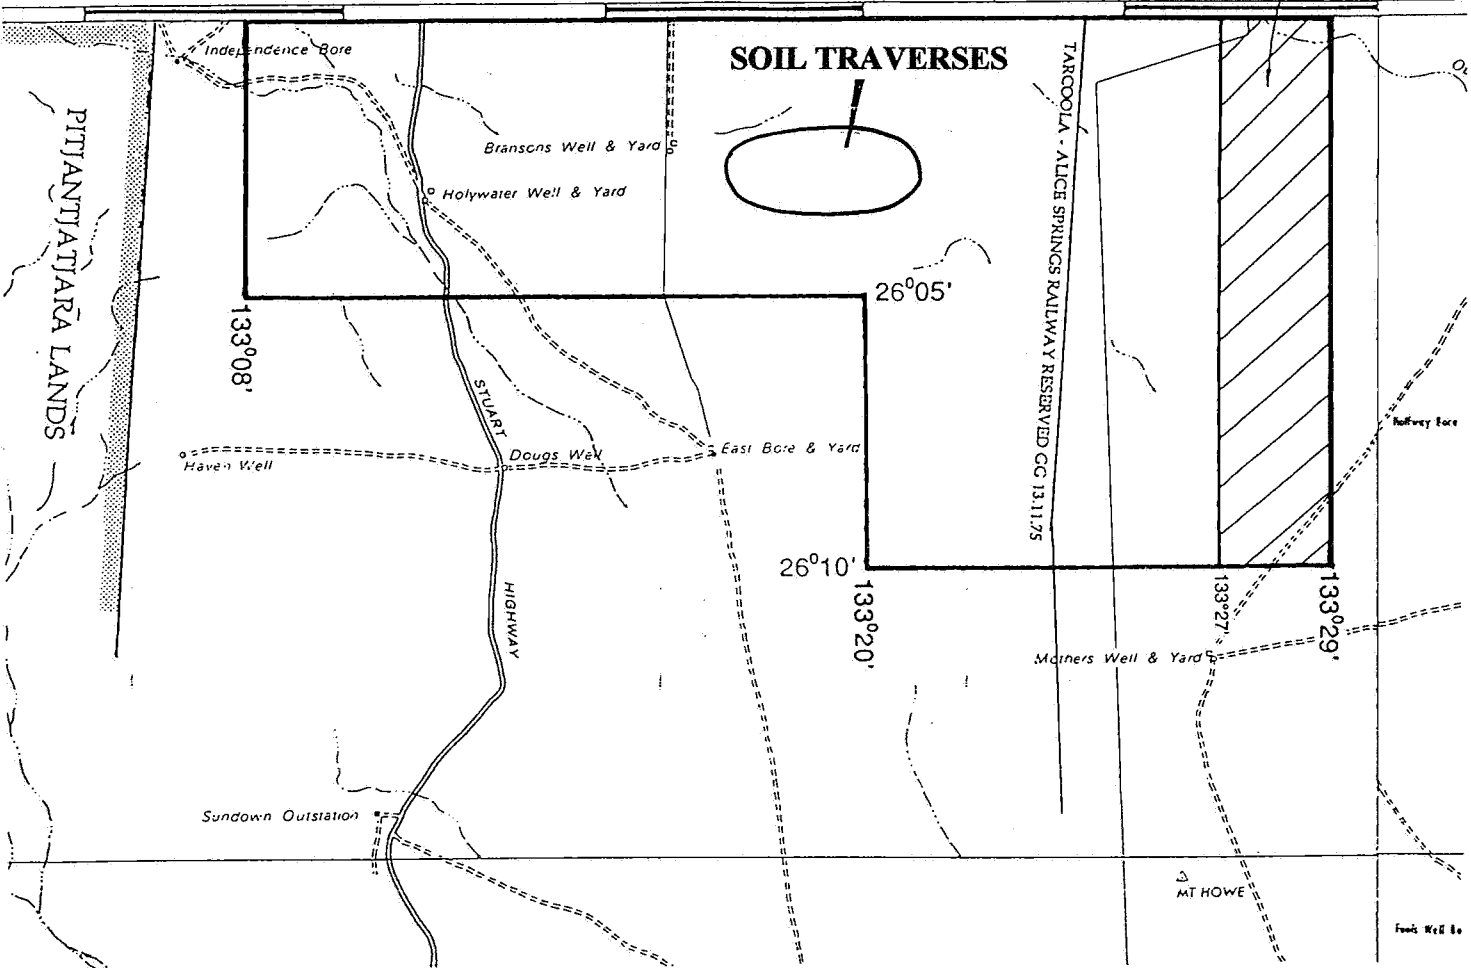 Independence Bore
SOIL TRAVERSES
Bransons Well & Yard
Holywater Well & Yard
PITJANTJATJARA LANDS
TARCOOLA - ALICE SPRINGS RAILWAY RESERVED GG 13.11.75
26°05'
133°08'
STUART
HIGHWAY
Halfway Bore
Haven Well
Dougs Well
East Bore & Yard
26°10'
133°20'
133°27'
133°29'
Mothers Well & Yard
Sundown Outstation
MT HOWE
Well